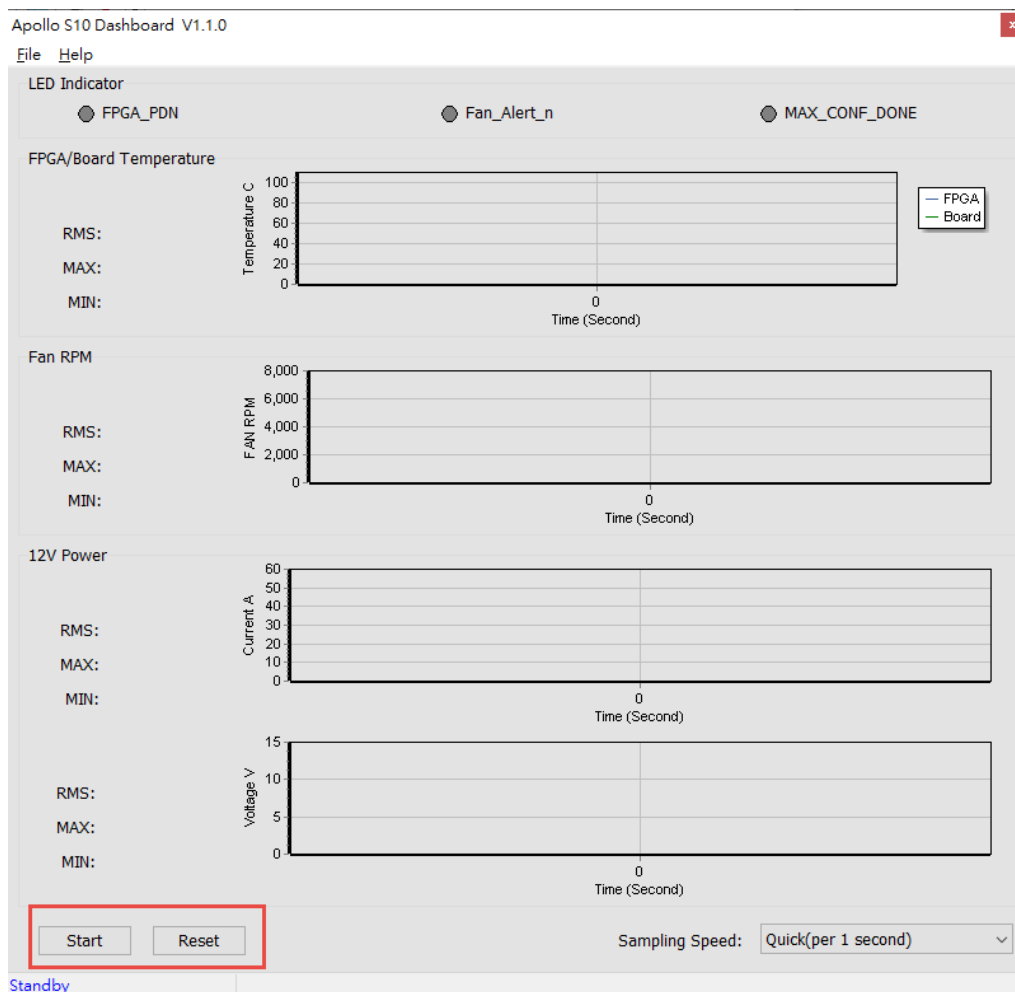 Apollo S10 Dashboard V1.1.0
x
File Help
LED Indicator
FPGA_PDN Fan_Alert_n MAX_CONF_DONE
FPGA/Board Temperature
RMS:
MAX:
MIN:
Temperature C
100
80
60
40
20
0
0
Time (Second)
FPGA
Board
Fan RPM
RMS:
MAX:
MIN:
FAN RPM
8,000
6,000
4,000
2,000
0
0
Time (Second)
12V Power
RMS:
MAX:
MIN:
Current A
60
50
40
30
20
10
0
0
Time (Second)
RMS:
MAX:
MIN:
Voltage V
15
10
5
0
0
Time (Second)
Start Reset Sampling Speed: Quick(per 1 second)
Standby